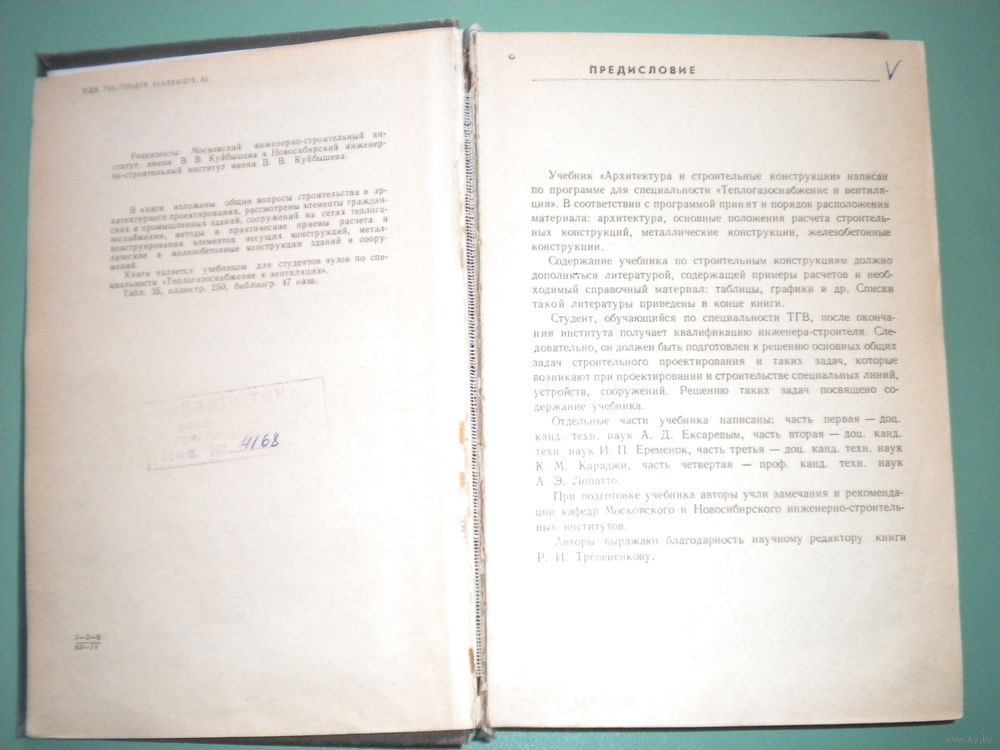 Рецензенты: Московский инженерно-строительный ин-
ститут имени В. В. Куйбышева и Новосибирский инженер-
но-строительный институт имени В. В. Куйбышева.
В книге изложены общие вопросы строительства и ар-
хитектурного проектирования, рассмотрены элементы граждан-
ских и промышленных зданий, сооружений на сетях теплога-
зоснабжения, методы и практические приемы расчета и
конструирования элементов несущих конструкций, метал-
лические и железобетонные конструкции зданий и соору-
жений.
Книга является учебником для студентов вузов по спе-
циальности «Теплогазоснабжение и вентиляция».
Табл. 35, иллюстр. 250, библиогр. 47 назв.
4168
3—2—6
ПРЕДИСЛОВИЕ
V
Учебник «Архитектура и строительные конструкции» написан
по программе для специальности «Теплогазоснабжение и вентиля-
ция». В соответствии с программой принят и порядок расположения
материала: архитектура, основные положения расчета строитель-
ных конструкций, металлические конструкции, железобетонные
конструкции.
Содержание учебника по строительным конструкциям должно
дополняться литературой, содержащей примеры расчетов и необ-
ходимый справочный материал: таблицы, графики и др. Списки
такой литературы приведены в конце книги.
Студент, обучающийся по специальности ТГВ, после оконча-
ния института получает квалификацию инженера-строителя. Сле-
довательно, он должен быть подготовлен к решению основных общих
задач строительного проектирования и таких задач, которые
возникают при проектировании и строительстве специальных линий,
устройств, сооружений. Решению таких задач посвящено со-
держание учебника.
Отдельные части учебника написаны: часть первая — доц.
канд. техн. наук А. Д. Ексаревым, часть вторая — доц. канд.
техн. наук И. П. Еременок, часть третья — доц. канд. техн. наук
К. М. Караджи, часть четвертая — проф. канд. техн. наук
А. Э. Лопатто.
При подготовке учебника авторы учли замечания и рекоменда-
ции кафедр Московского и Новосибирского инженерно-строитель-
ных институтов.
Авторы выражают благодарность научному редактору книги
Р. И. Трепененкову.
www.ay.by